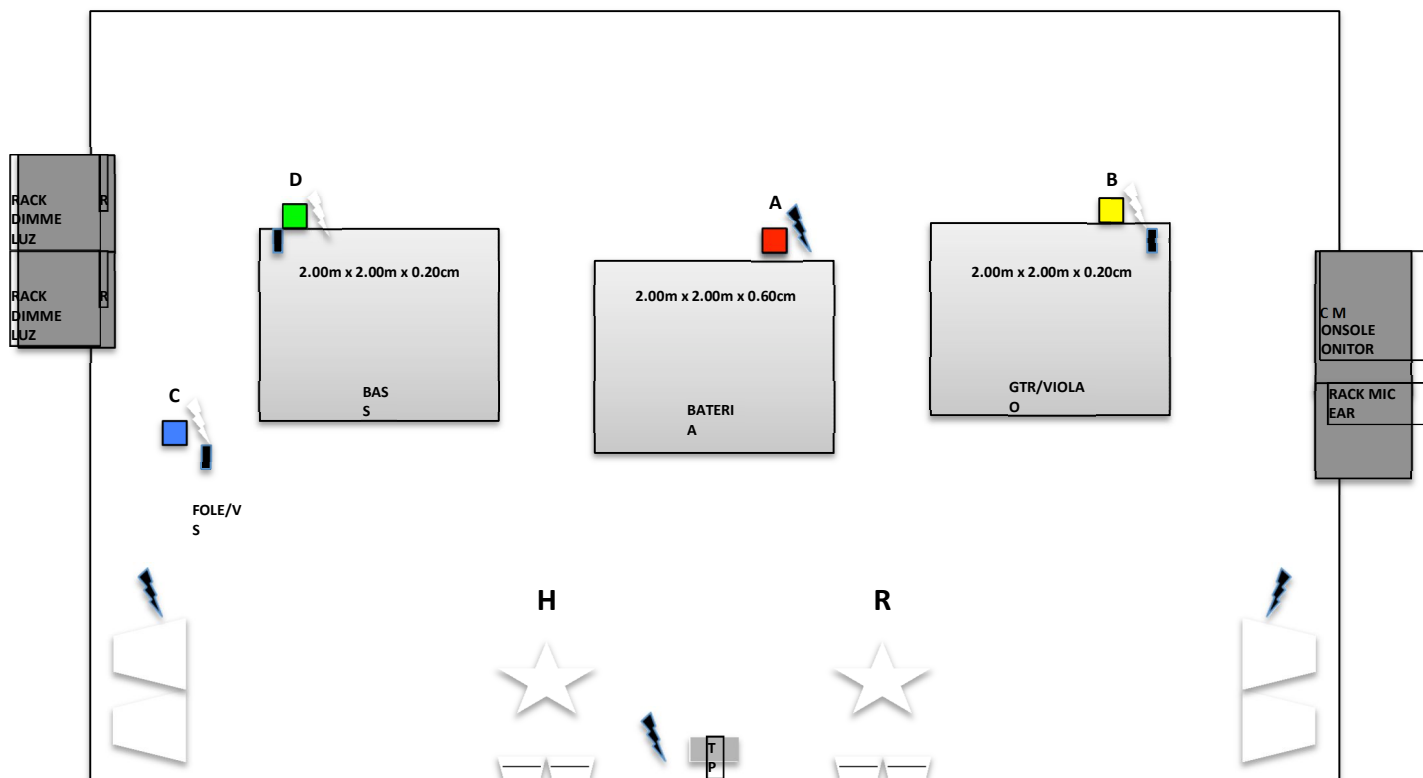 D
A
B
RACK
DIMME
LUZ
R
2.00m x 2.00m x 0.20cm
2.00m x 2.00m x 0.60cm
2.00m x 2.00m x 0.20cm
RACK
DIMME
LUZ
R
C M
ONSOLE
ONITOR
C
BAS
S
BATERI
A
GTR/VIOLA
O
RACK MIC
EAR
FOLE/V
S
H
R
T
P